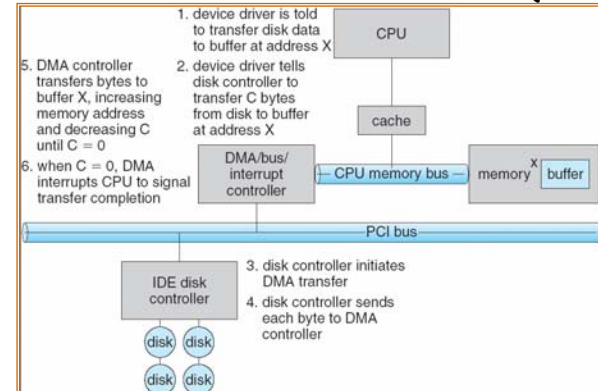 1. device driver is told
to transfer disk data
to buffer at address X
2. device driver tells
disk controller to
transfer C bytes
from disk to buffer
at address X
5. DMA controller
transfers bytes to
buffer X, increasing
memory address
and decreasing C
until C = 0
6. when C = 0, DMA
interrupts CPU to signal
transfer completion
CPU
cache
DMA/bus/
interrupt
controller
CPU memory bus
memory
X
buffer
PCI bus
IDE disk
controller
3. disk controller initiates
DMA transfer
4. disk controller sends
each byte to DMA
controller
disk
disk
disk
disk